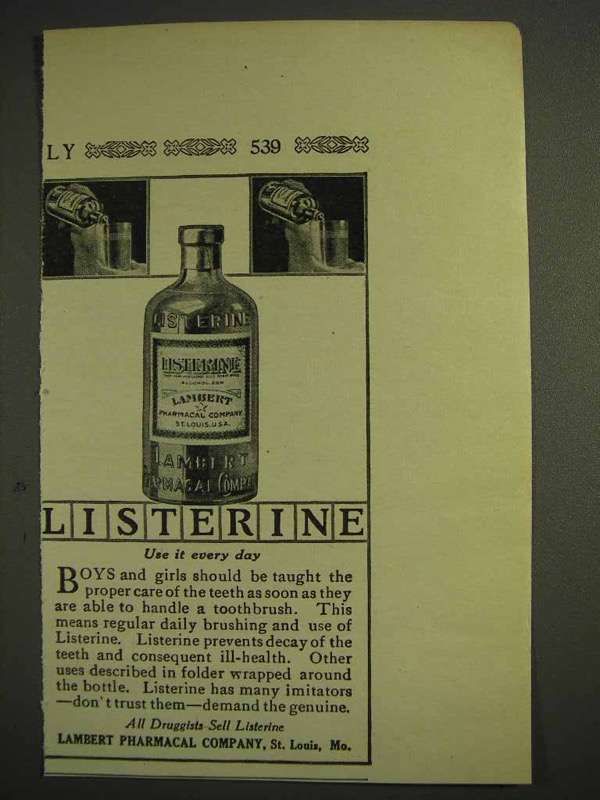 LY 539
LISTERINE
LISTERINE
LAMBERT
PHARMACAL COMPANY
ST. LOUIS, U.S.A.
LAMBERT
LISTERINE
Use it every day
BOYS and girls should be taught the
proper care of the teeth as soon as they
are able to handle a toothbrush. This
means regular daily brushing and use of
Listerine. Listerine prevents decay of the
teeth and consequent ill-health. Other
uses described in folder wrapped around
the bottle. Listerine has many imitators
—don't trust them—demand the genuine.
All Druggists Sell Listerine
LAMBERT PHARMACAL COMPANY, St. Louis, Mo.